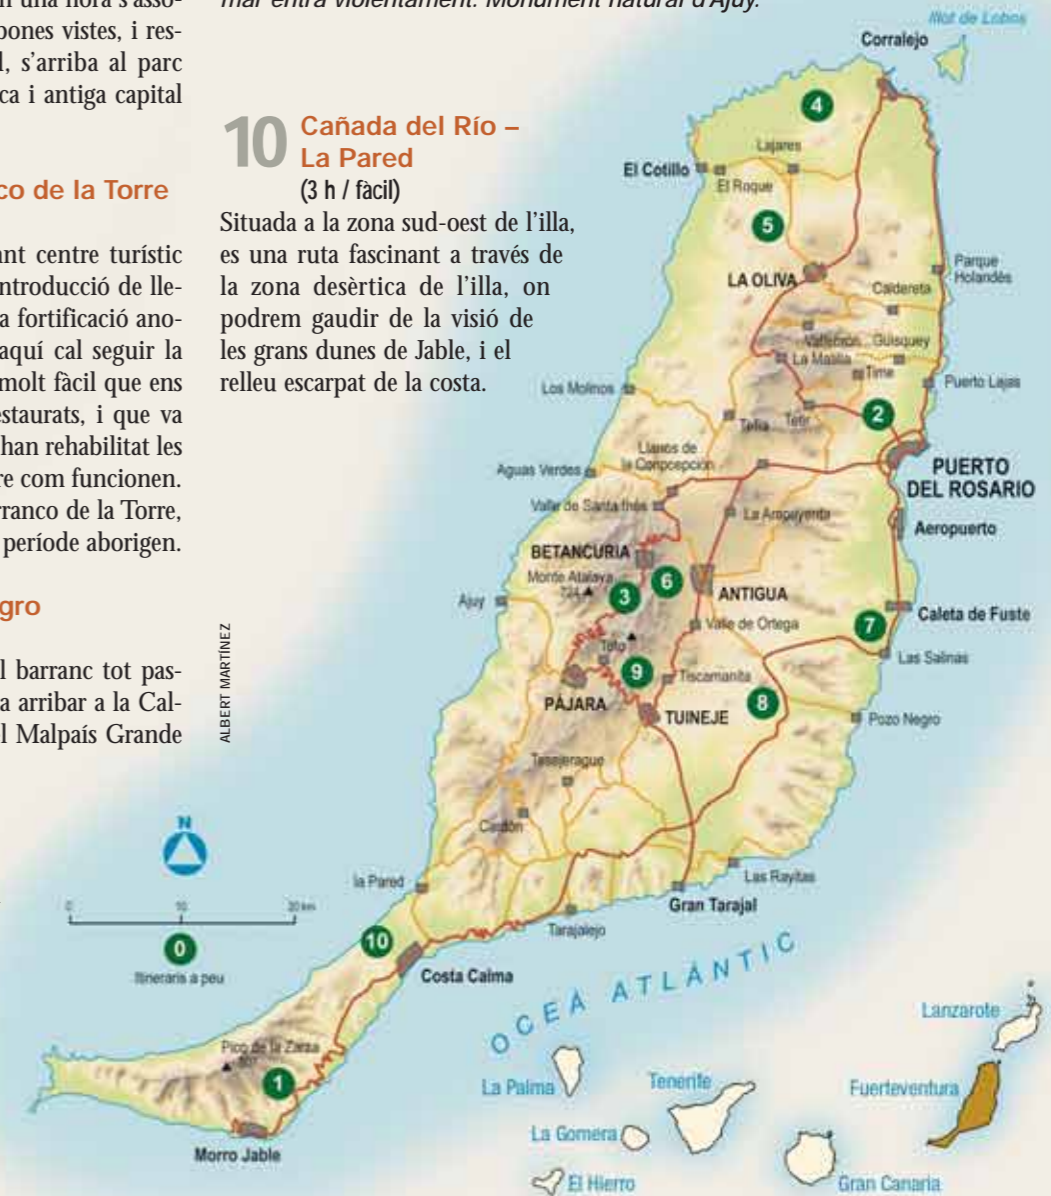 n una hora s'asso-
bones vistes, i res-
l, s'arriba al parc
ca i antiga capital
co de la Torre
ant centre turístic
ntroducció de lle-
a fortificació ano-
aquí cal seguir la
molt fàcil que ens
estaurats, i que va
han rehabilitat les
re com funcionen.
rranco de la Torre,
període aborigen.
gro
l barranc tot pas-
a arribar a la Cal-
l Malpaís Grande
mar entra violentament. Monument natural d'Ajuy.
10 Cañada del Río –
La Pared
(3 h / fàcil)
Situada a la zona sud-oest de l'illa,
es una ruta fascinant a través de
la zona desèrtica de l'illa, on
podrem gaudir de la visió de
les grans dunes de Jable, i el
relleu escarpat de la costa.
ALBERT MARTÍNEZ
Illot de Lobos
Corralejo
4
Lajares
El Cotillo
El Roque
5
LA OLIVA
Parque
Holandés
Caldereta
Vallebrón
Guisquey
La Matilla
Time
Los Molinos
Puerto Lajas
Tefía
Tetir
2
Llanos de
la Conpcepción
PUERTO
DEL ROSARIO
Aguas Verdes
Valle de Santa Inés
La Ampuyenta
Aeropuerto
BETANCURIA
Monte Atalaya
724
3
6
ANTIGUA
Ajuy
Caleta de Fuste
7
Valle de Ortega
Las Salinas
Toto
9
Tiscamanita
8
PÁJARA
TUINEJE
Pozo Negro
Tesejerague
Cardón
N
la Pared
Las Rayitas
0
10
20 km
Gran Tarajal
Tarajalejo
0
Itineraris a peu
10
Costa Calma
OCEÀ ATLÀNTIC
Pico de la Zarza
807
1
Morro Jable
Lanzarote
La Palma
Tenerife
Fuerteventura
La Gomera
El Hierro
Gran Canaria